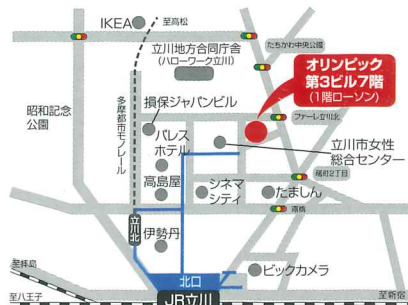 IKEA
至高松
立川地方合同庁舎
(ハローワーク立川)
たちかわ中央公園
オリンピック
第3ビル7階
(1階ローソン)
昭和記念
公園
多摩都市モノレール
損保ジャパンビル
ファーレ立川北
パレス
ホテル
立川市女性
総合センター
高島屋
シネマ
シティ
たましん
曙町2丁目
高橋
立川北
伊勢丹
北口
ビックカメラ
至拝島
至八王子
JR立川
至新宿